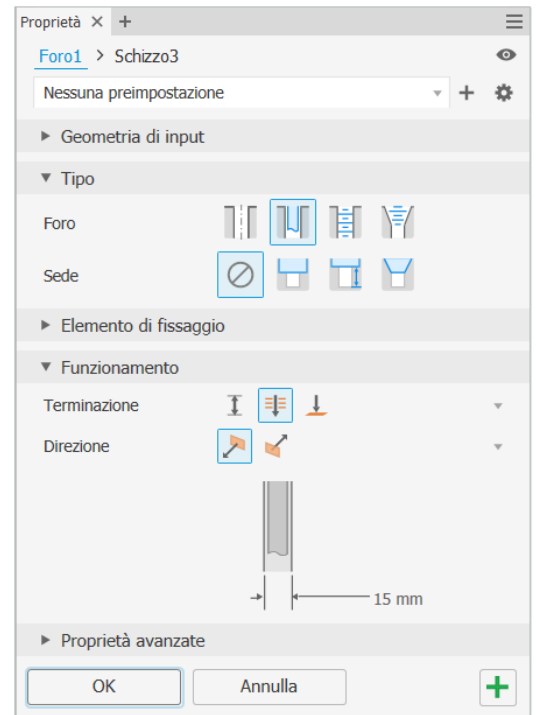 Proprietà
Foro1 > Schizzo3
Nessuna preimpostazione
Geometria di input
Tipo
Foro
Sede
Elemento di fissaggio
Funzionamento
Terminazione
Direzione
15 mm
Proprietà avanzate
OK Annulla